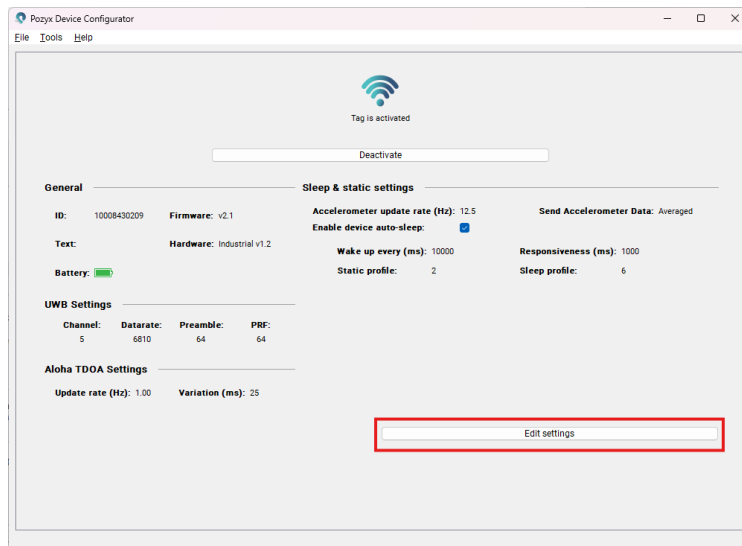 Pozyx Device Configurator
File Tools Help
Tag is activated
Deactivate
General
ID: 10008430209 Firmware: v2.1
Text: Hardware: Industrial v1.2
Battery:
UWB Settings
Channel: Datarate: Preamble: PRF:
5 6810 64 64
Aloha TDOA Settings
Update rate (Hz): 1.00 Variation (ms): 25
Sleep & static settings
Accelerometer update rate (Hz): 12.5 Send Accelerometer Data: Averaged
Enable device auto-sleep:
Wake up every (ms): 10000 Responsiveness (ms): 1000
Static profile: 2 Sleep profile: 6
Edit settings